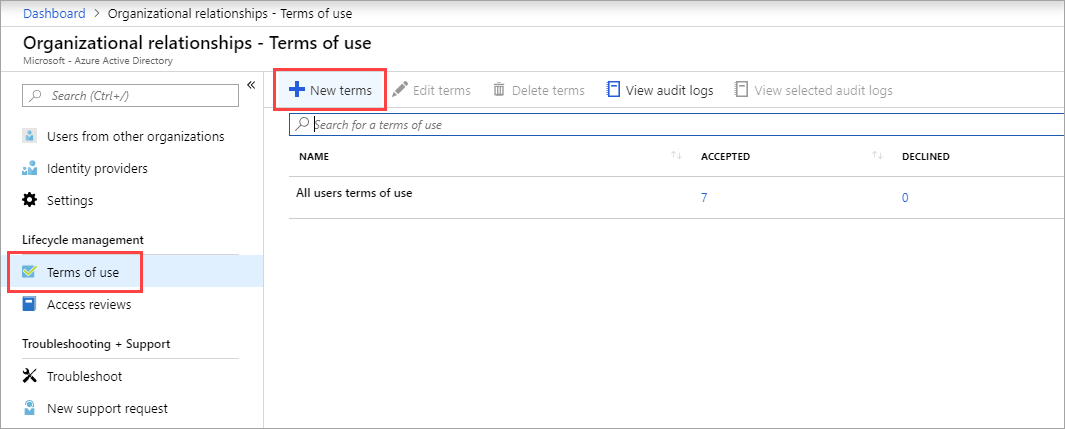 Dashboard > Organizational relationships - Terms of use
Organizational relationships - Terms of use
Microsoft - Azure Active Directory
Search (Ctrl+/)
Users from other organizations
Identity providers
Settings
Lifecycle management
Terms of use
Access reviews
Troubleshooting + Support
Troubleshoot
New support request
New terms Edit terms Delete terms View audit logs View selected audit logs
Search for a terms of use
NAME ACCEPTED DECLINED
All users terms of use 7 0